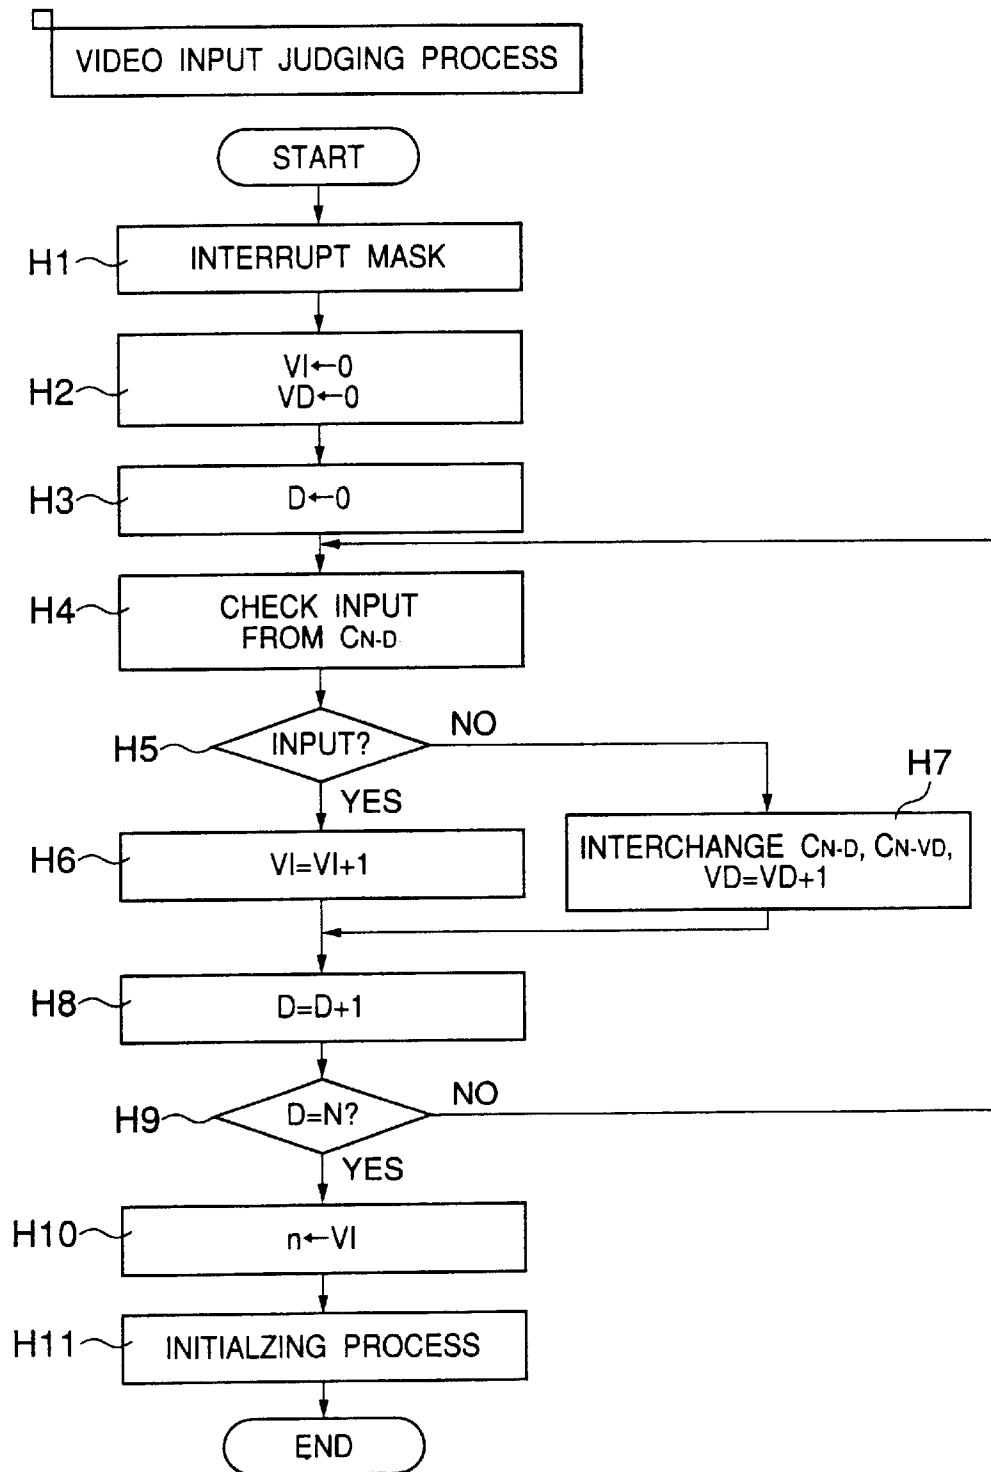 VIDEO INPUT JUDGING PROCESS
START
H1
INTERRUPT MASK
H2
VI←0
VD←0
H3
D←0
H4
CHECK INPUT
FROM CN-D
H5
INPUT?
NO
YES
H6
VI=VI+1
H7
INTERCHANGE CN-D, CN-VD,
VD=VD+1
H8
D=D+1
H9
D=N?
NO
YES
H10
n←VI
H11
INITIALZING PROCESS
END